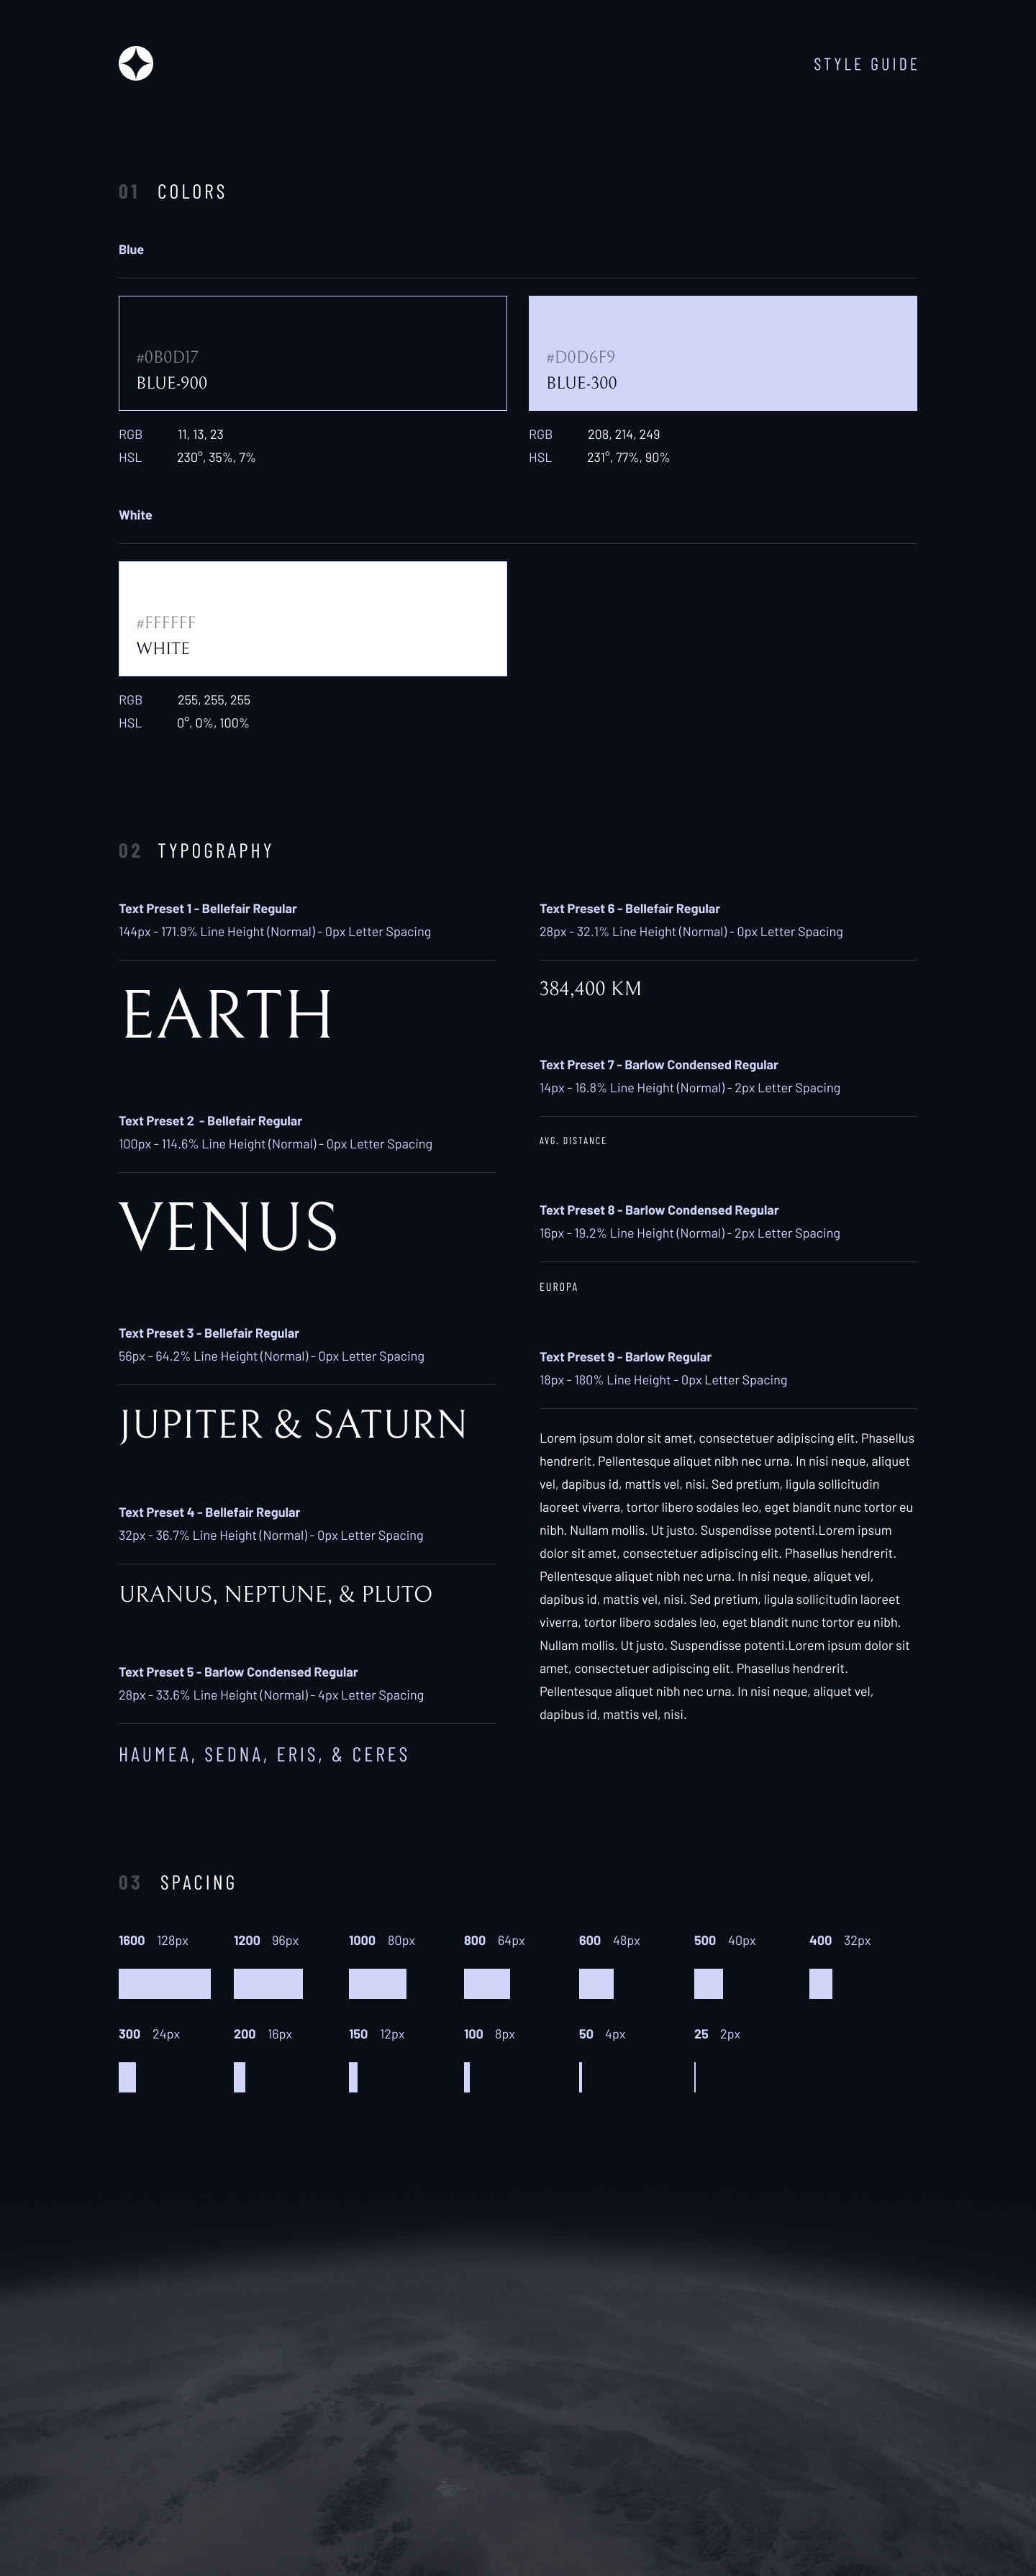 STYLE GUIDE
01 COLORS
Blue
#0B0D17
BLUE-900
RGB 11, 13, 23
HSL 230°, 35%, 7%
#D0D6F9
BLUE-300
RGB 208, 214, 249
HSL 231°, 77%, 90%
White
#FFFFFF
WHITE
RGB 255, 255, 255
HSL 0°, 0%, 100%
02 TYPOGRAPHY
Text Preset 1 - Bellefair Regular
144px - 171.9% Line Height (Normal) - 0px Letter Spacing
EARTH
Text Preset 2 - Bellefair Regular
100px - 114.6% Line Height (Normal) - 0px Letter Spacing
VENUS
Text Preset 3 - Bellefair Regular
56px - 64.2% Line Height (Normal) - 0px Letter Spacing
JUPITER & SATURN
Text Preset 4 - Bellefair Regular
32px - 36.7% Line Height (Normal) - 0px Letter Spacing
URANUS, NEPTUNE, & PLUTO
Text Preset 5 - Barlow Condensed Regular
28px - 33.6% Line Height (Normal) - 4px Letter Spacing
HAUMEA, SEDNA, ERIS, & CERES
Text Preset 6 - Bellefair Regular
28px - 32.1% Line Height (Normal) - 0px Letter Spacing
384,400 KM
Text Preset 7 - Barlow Condensed Regular
14px - 16.8% Line Height (Normal) - 2px Letter Spacing
AVG. DISTANCE
Text Preset 8 - Barlow Condensed Regular
16px - 19.2% Line Height (Normal) - 2px Letter Spacing
EUROPA
Text Preset 9 - Barlow Regular
18px - 180% Line Height - 0px Letter Spacing
Lorem ipsum dolor sit amet, consectetuer adipiscing elit. Phasellus
hendrerit. Pellentesque aliquet nibh nec urna. In nisi neque, aliquet
vel, dapibus id, mattis vel, nisi. Sed pretium, ligula sollicitudin
laoreet viverra, tortor libero sodales leo, eget blandit nunc tortor eu
nibh. Nullam mollis. Ut justo. Suspendisse potenti.Lorem ipsum
dolor sit amet, consectetuer adipiscing elit. Phasellus hendrerit.
Pellentesque aliquet nibh nec urna. In nisi neque, aliquet vel,
dapibus id, mattis vel, nisi. Sed pretium, ligula sollicitudin laoreet
viverra, tortor libero sodales leo, eget blandit nunc tortor eu nibh.
Nullam mollis. Ut justo. Suspendisse potenti.Lorem ipsum dolor sit
amet, consectetuer adipiscing elit. Phasellus hendrerit.
Pellentesque aliquet nibh nec urna. In nisi neque, aliquet vel,
dapibus id, mattis vel, nisi.
03 SPACING
1600 128px 1200 96px 1000 80px 800 64px 600 48px 500 40px 400 32px
300 24px 200 16px 150 12px 100 8px 50 4px 25 2px